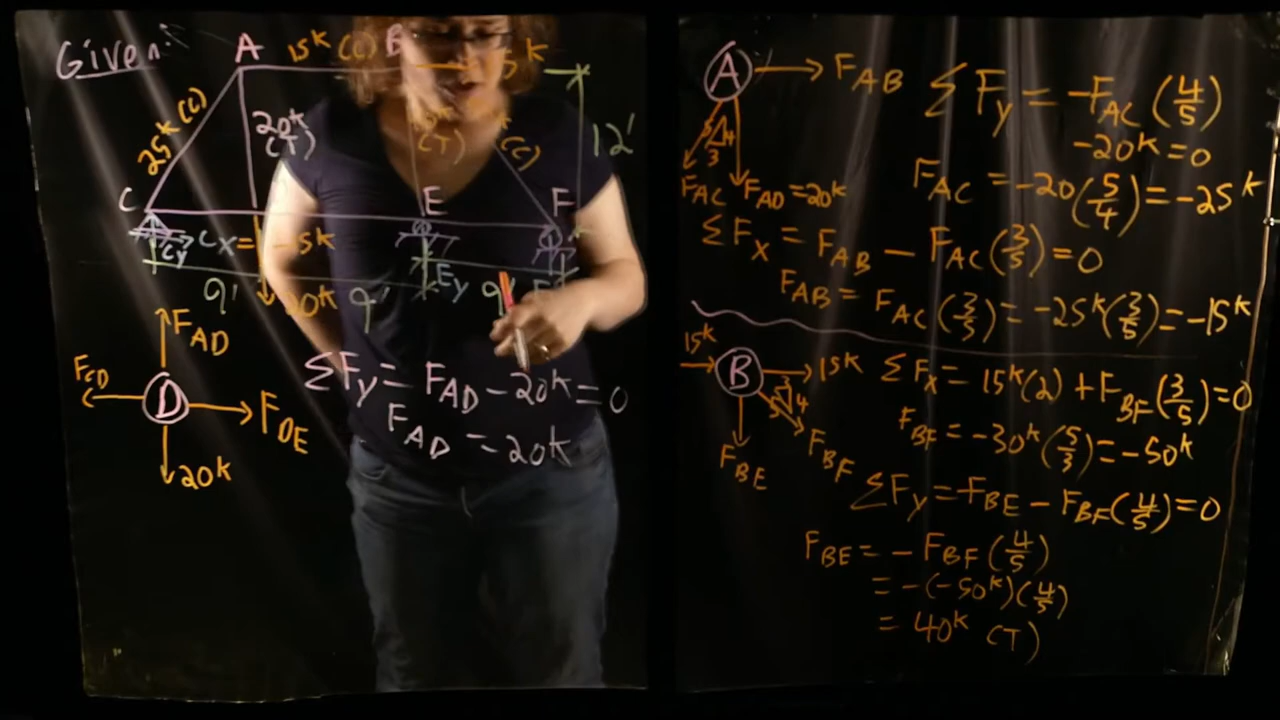 Given:
A 15k (C) B 5k
25k (C)
20k (T)
(T)
(C)
12'
C E F
Cx = -5k
Cy
20k
Ey
9' 9' 9'
FAD
FCD
D
FDE
20k
ΣFy = FAD - 20k = 0
FAD = 20k
A → FAB
5 4
3
FAC FAD = 20k
ΣFy = -FAC (4/5)
-20k = 0
FAC = -20(5/4) = -25k
ΣFx = FAB - FAC (3/5) = 0
FAB = FAC (3/5) = -25k (3/5) = -15k
15k → B → 15k
3
5 4
FBE FBF
ΣFx = 15k(2) + FBF (3/5) = 0
FBF = -30k (5/3) = -50k
ΣFy = -FBE - FBF (4/5) = 0
FBE = - FBF (4/5)
= -(-50k)(4/5)
= 40k (T)